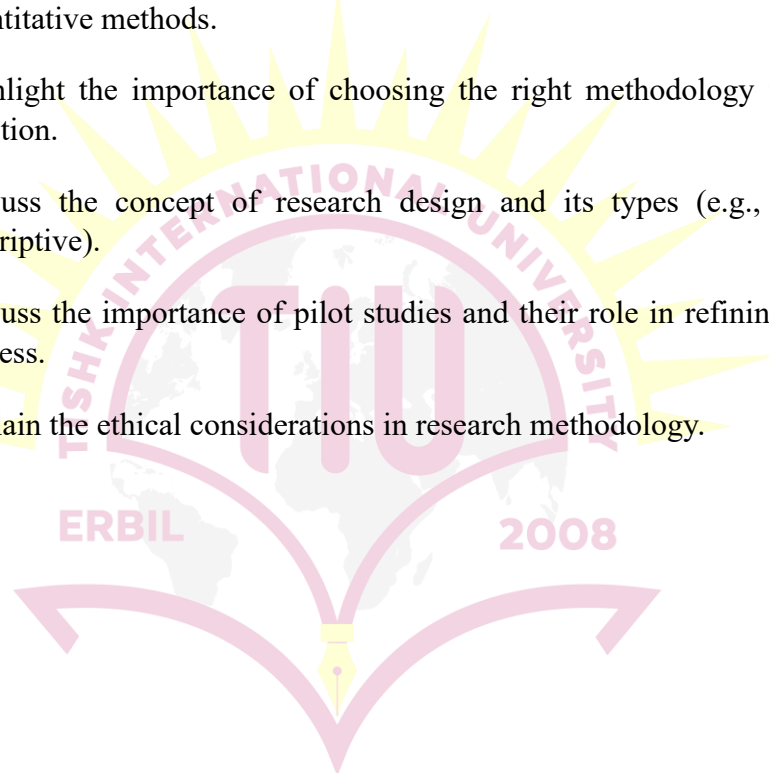 ntitative methods.
hlight the importance of choosing the right methodology
tion.
uss the concept of research design and its types (e.g.,
riptive).
uss the importance of pilot studies and their role in refinin
ess.
ain the ethical considerations in research methodology.
TISHK INTERNATIONAL UNIVERSITY
TIU
ERBIL
2008